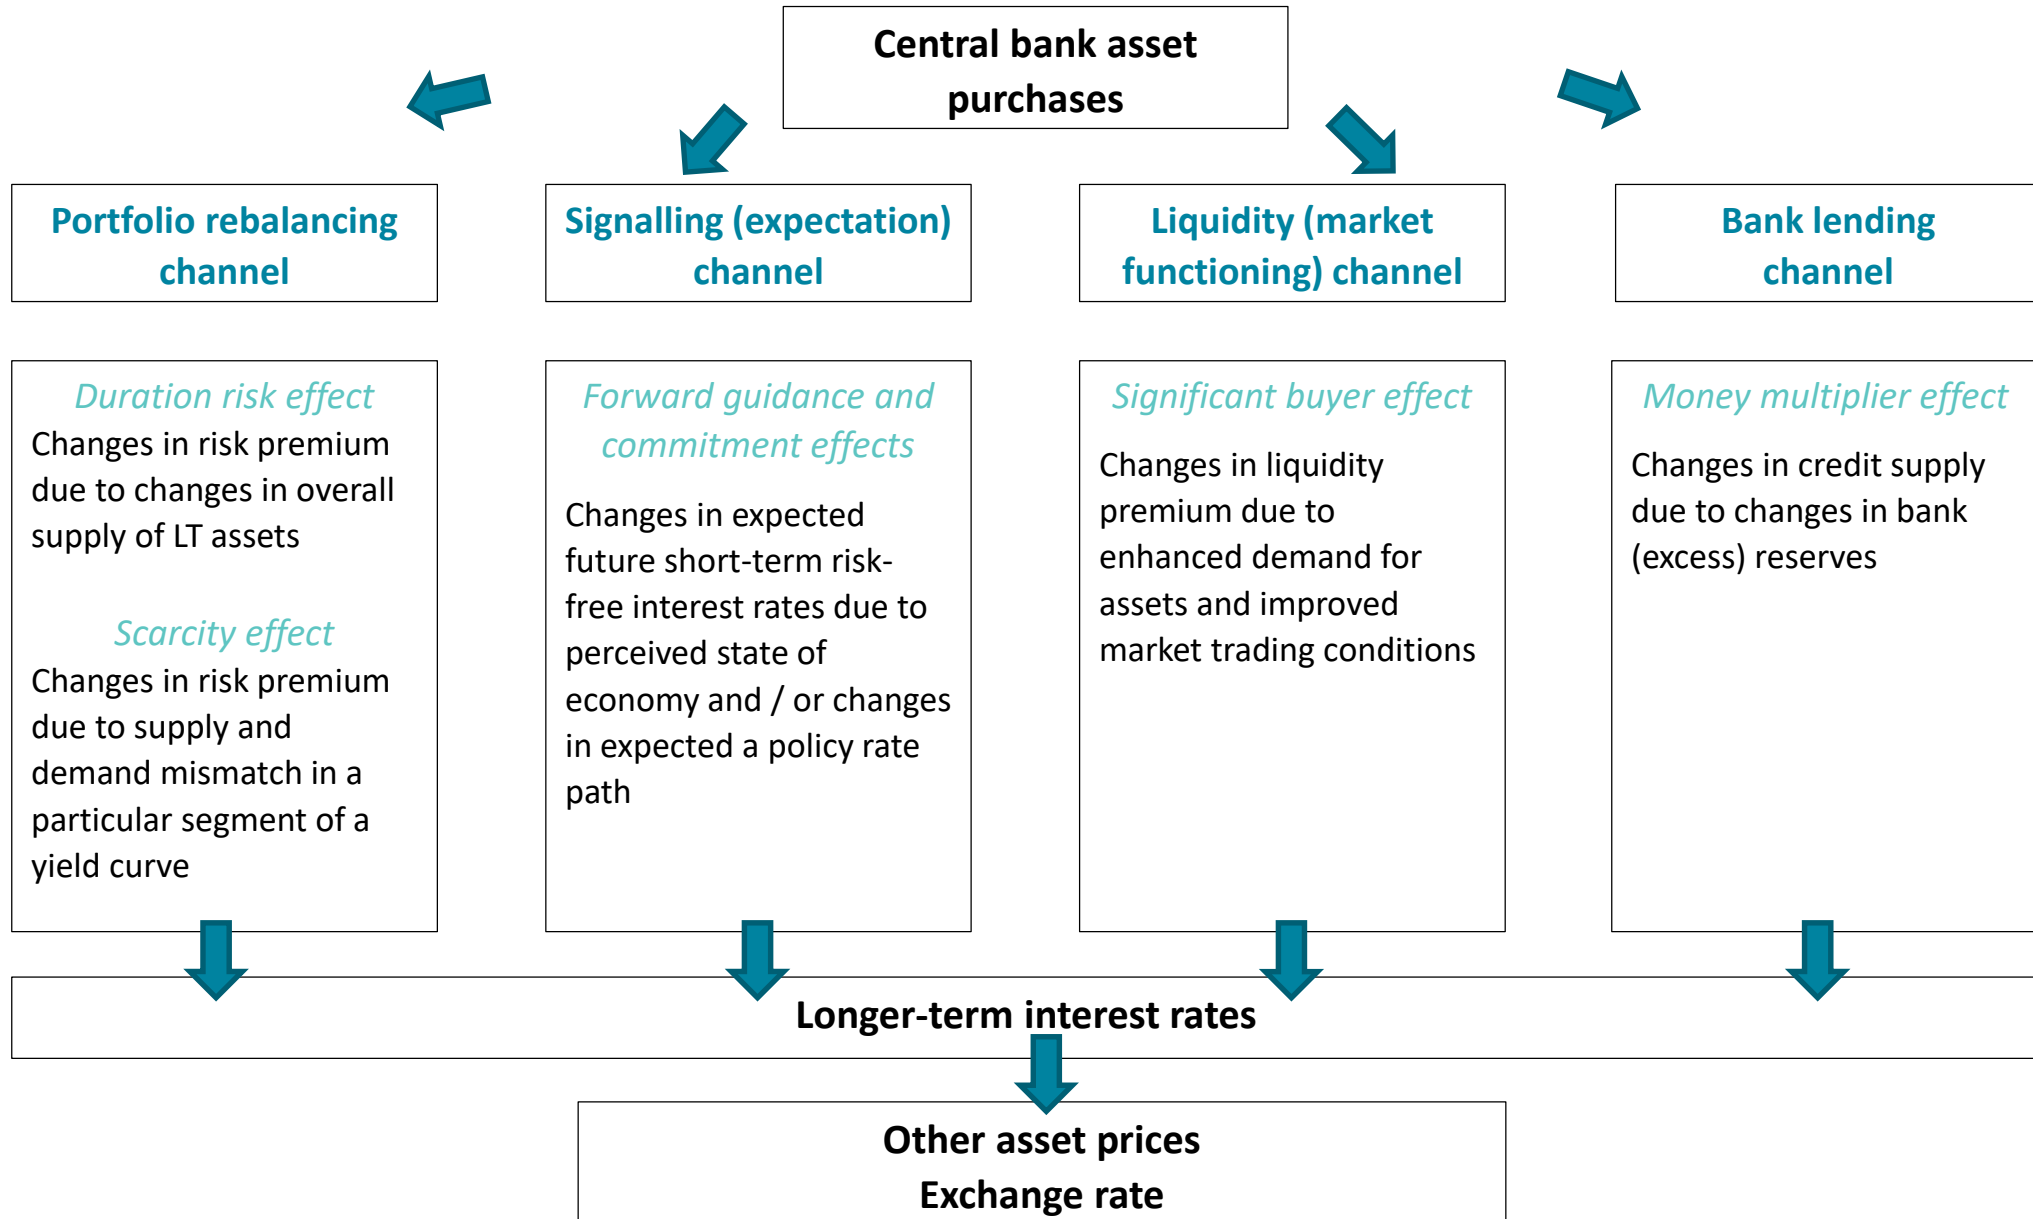 Central bank asset
purchases
Portfolio rebalancing
channel
Signalling (expectation)
channel
Liquidity (market
functioning) channel
Bank lending
channel
Duration risk effect
Changes in risk premium
due to changes in overall
supply of LT assets
Scarcity effect
Changes in risk premium
due to supply and
demand mismatch in a
particular segment of a
yield curve
Forward guidance and
commitment effects
Changes in expected
future short-term risk-
free interest rates due to
perceived state of
economy and / or changes
in expected a policy rate
path
Significant buyer effect
Changes in liquidity
premium due to
enhanced demand for
assets and improved
market trading conditions
Money multiplier effect
Changes in credit supply
due to changes in bank
(excess) reserves
Longer-term interest rates
Other asset prices
Exchange rate